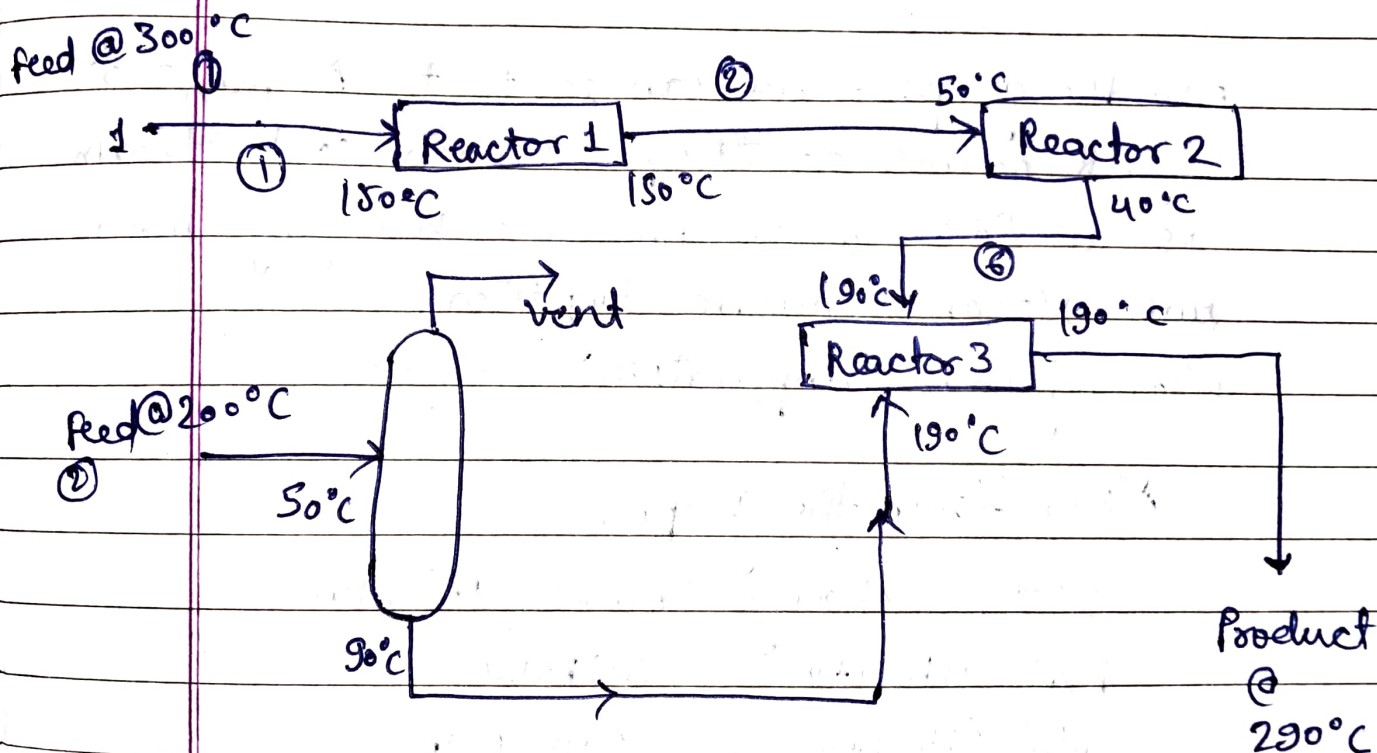 feed @ 300°C
①
②
50°C
1
Reactor 1
Reactor 2
①
150°C
150°C
40°C
⑥
190°C
190°C
vent
Reactor 3
Feed@200°C
190°C
②
50°C
90°C
Product
@
290°C